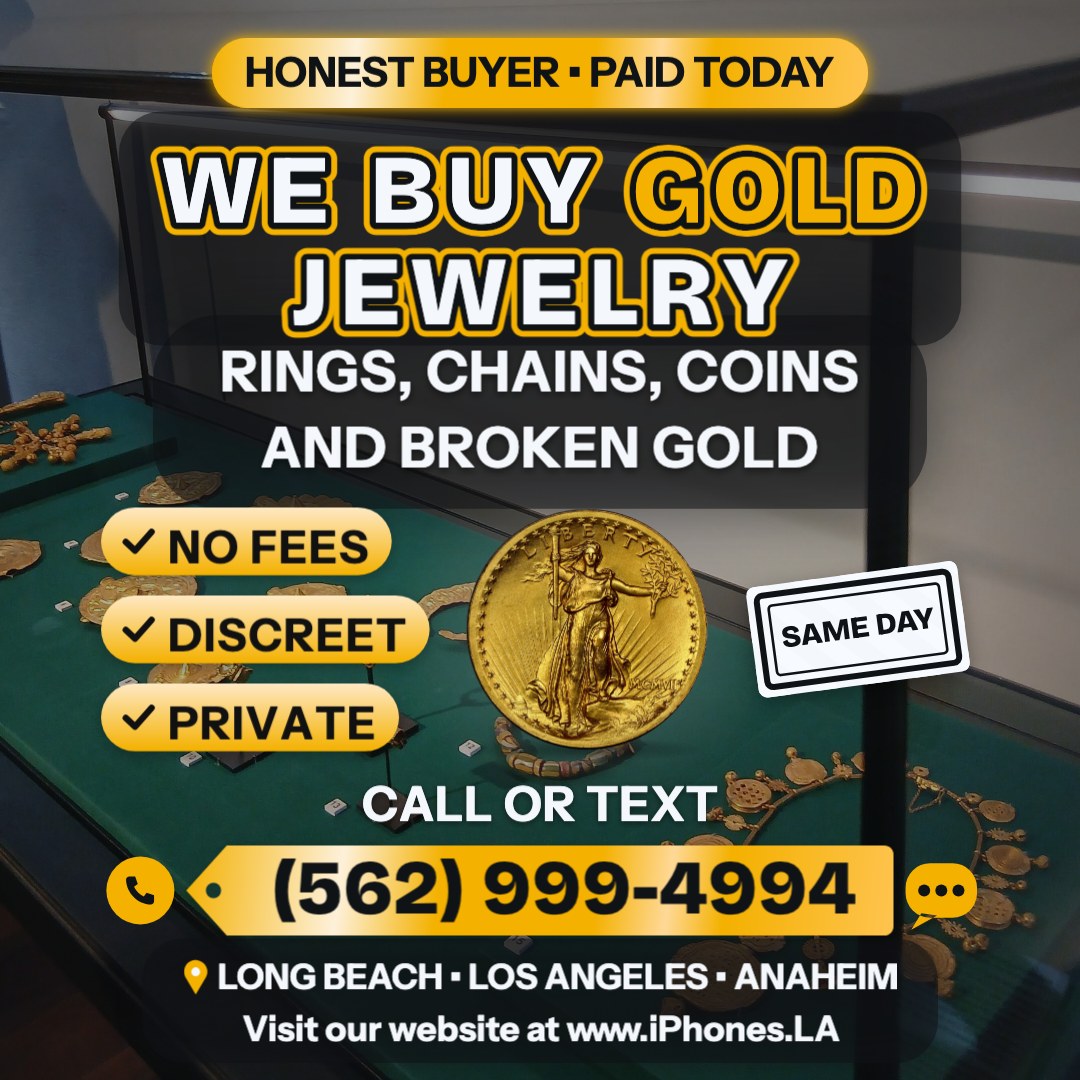 HONEST BUYER ▪ PAID TODAY
WE BUY GOLD
JEWELRY
RINGS, CHAINS, COINS
AND BROKEN GOLD
✓ NO FEES
✓ DISCREET
✓ PRIVATE
LIBERTY
MCMVII
SAME DAY
CALL OR TEXT
(562) 999-4994
LONG BEACH ▪ LOS ANGELES ▪ ANAHEIM
Visit our website at www.iPhones.LA